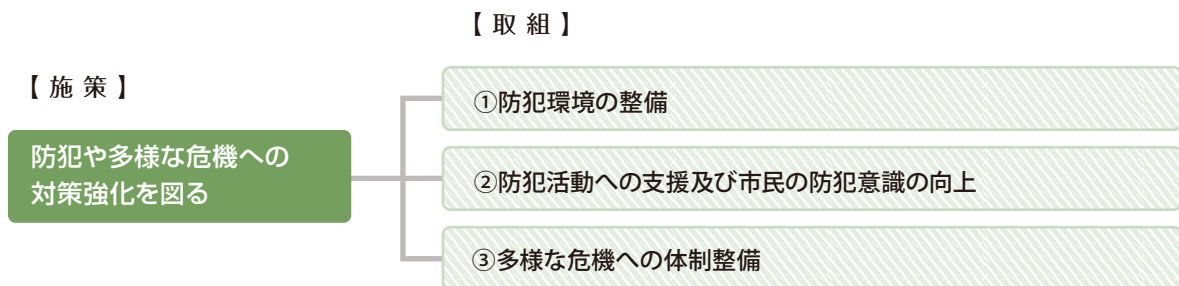 【取組】
【施策】
防犯や多様な危機への
対策強化を図る
①防犯環境の整備
②防犯活動への支援及び市民の防犯意識の向上
③多様な危機への体制整備